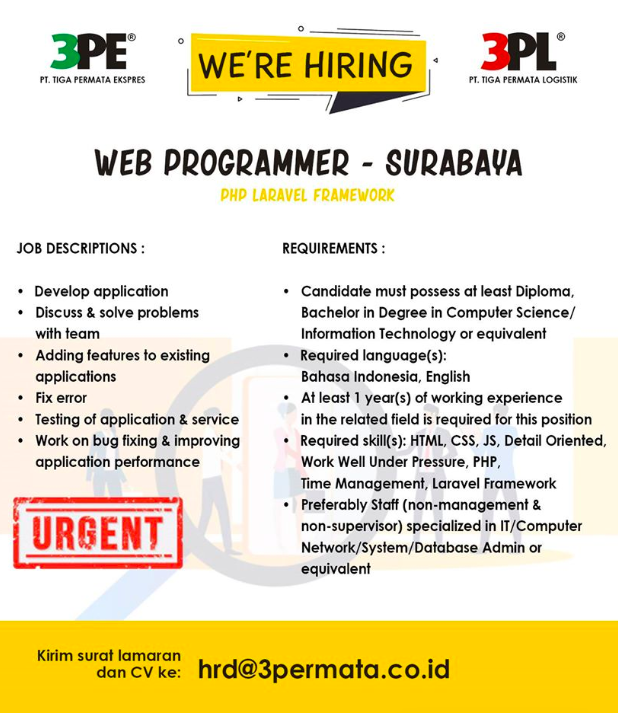 3PE®
PT. TIGA PERMATA EKSPRES
WE'RE HIRING
3PL®
PT. TIGA PERMATA LOGISTIK
WEB PROGRAMMER - SURABAYA
PHP LARAVEL FRAMEWORK
JOB DESCRIPTIONS :
• Develop application
• Discuss & solve problems
with team
• Adding features to existing
applications
• Fix error
• Testing of application & service
• Work on bug fixing & improving
application performance
URGENT
REQUIREMENTS :
• Candidate must possess at least Diploma,
Bachelor in Degree in Computer Science/
Information Technology or equivalent
• Required language(s):
Bahasa Indonesia, English
• At least 1 year(s) of working experience
in the related field is required for this position
• Required skill(s): HTML, CSS, JS, Detail Oriented,
Work Well Under Pressure, PHP,
Time Management, Laravel Framework
• Preferably Staff (non-management &
non-supervisor) specialized in IT/Computer
Network/System/Database Admin or
equivalent
Kirim surat lamaran
dan CV ke:
hrd@3permata.co.id